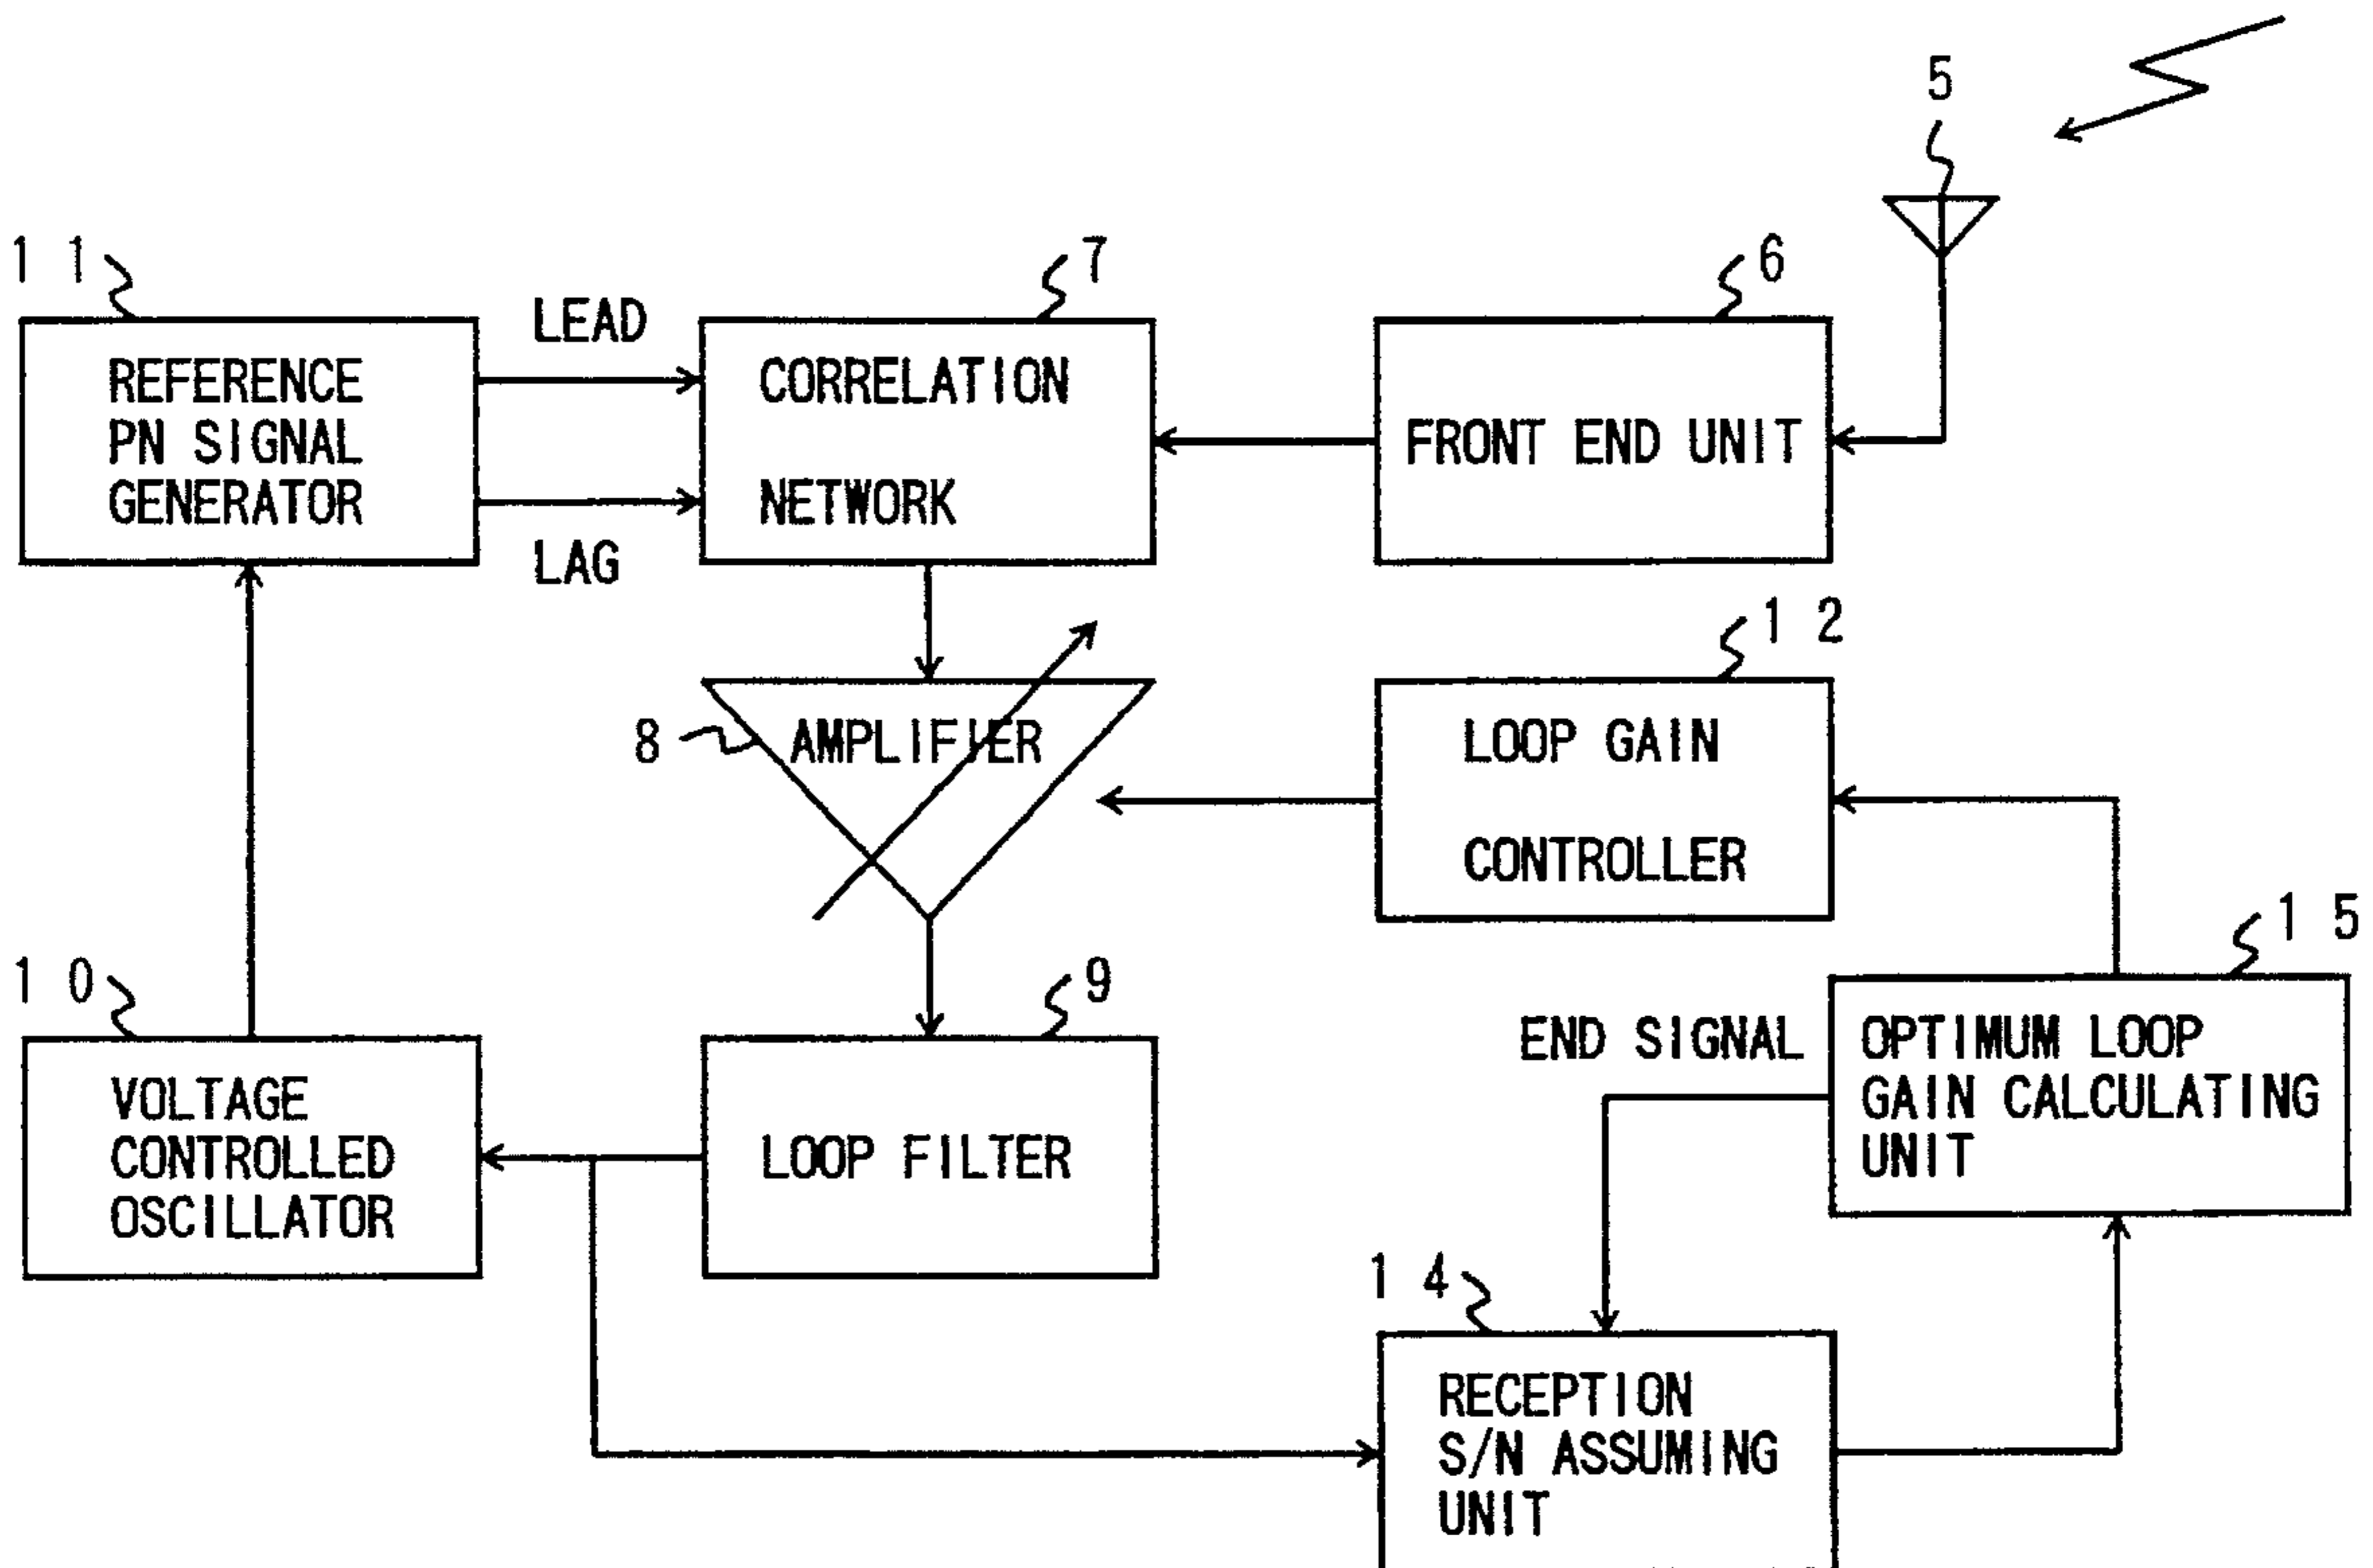 5
1 1
LEAD
7
6
REFERENCE
PN SIGNAL
GENERATOR
CORRELATION
NETWORK
FRONT END UNIT
LAG
1 2
8
AMPLIFIER
LOOP GAIN
CONTROLLER
1 0
9
1 5
VOLTAGE
CONTROLLED
OSCILLATOR
LOOP FILTER
END SIGNAL
OPTIMUM LOOP
GAIN CALCULATING
UNIT
1 4
RECEPTION
S/N ASSUMING
UNIT